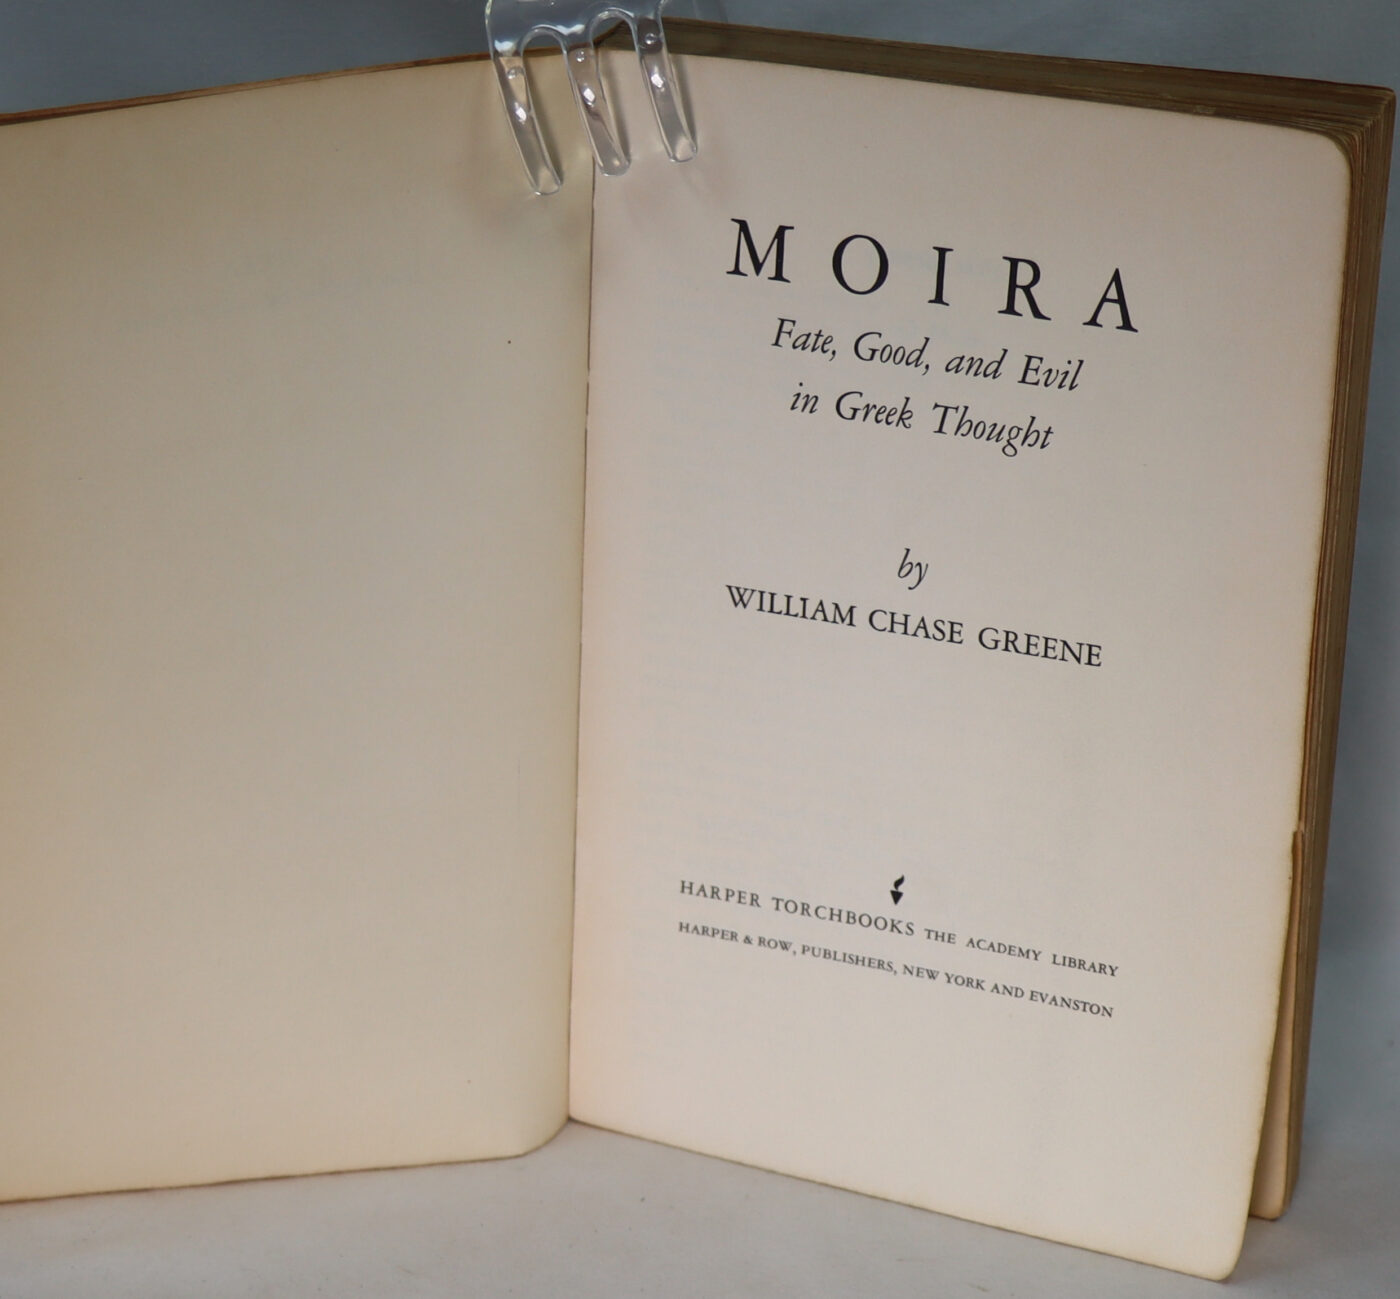 MOIRA
Fate, Good, and Evil
in Greek Thought
by
WILLIAM CHASE GREENE
HARPER TORCHBOOKS THE ACADEMY LIBRARY
HARPER & ROW, PUBLISHERS, NEW YORK AND EVANSTON